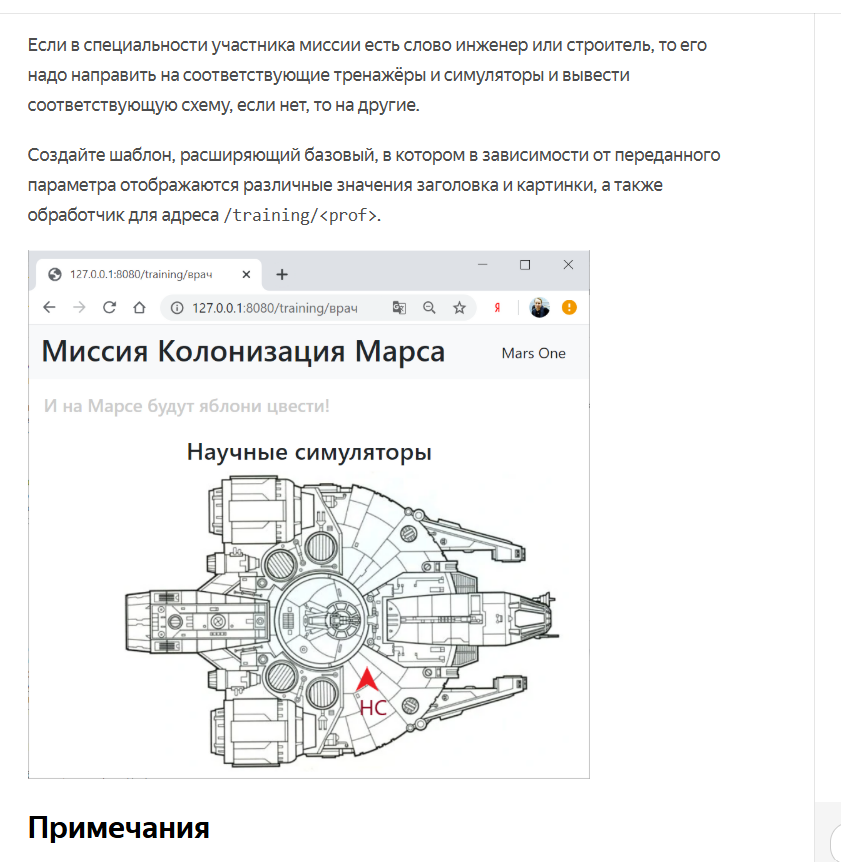 Если в специальности участника миссии есть слово инженер или строитель, то его
надо направить на соответствующие тренажёры и симуляторы и вывести
соответствующую схему, если нет, то на другие.
Создайте шаблон, расширяющий базовый, в котором в зависимости от переданного
параметра отображаются различные значения заголовка и картинки, а также
обработчик для адреса /training/<prof>.
127.0.0.1:8080/training/врач
127.0.0.1:8080/training/врач
Я
Миссия Колонизация Марса
Mars One
И на Марсе будут яблони цвести!
Научные симуляторы
НС
Примечания